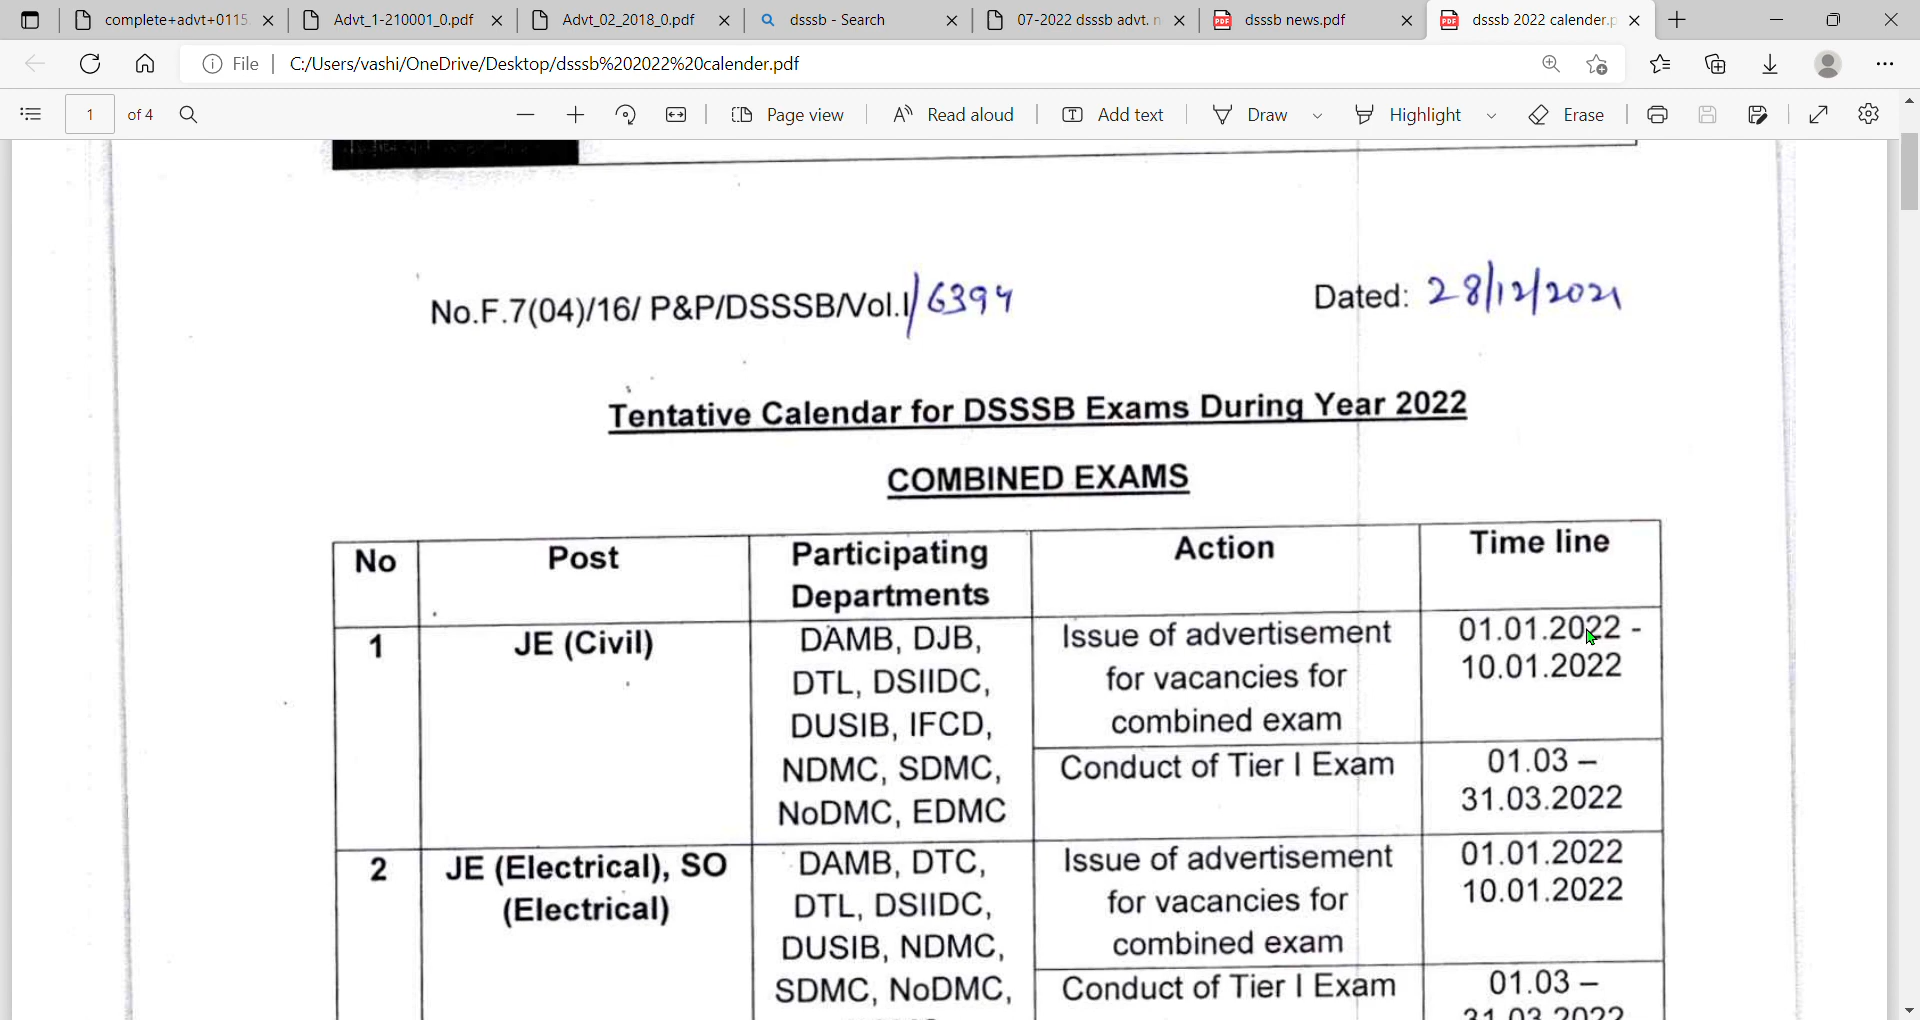 complete+advt+0115
Advt_1-210001_0.pdf
Advt_02_2018_0.pdf
dsssb - Search
07-2022 dsssb advt. n
dsssb news.pdf
dsssb 2022 calender.p
File
C:/Users/vashi/OneDrive/Desktop/dsssb%202022%20calender.pdf
1 of 4
Page view
Read aloud
Add text
Draw
Highlight
Erase
No.F.7(04)/16/ P&P/DSSSB/Vol.I/6394
Dated: 28/12/2021
Tentative Calendar for DSSSB Exams During Year 2022
COMBINED EXAMS
No
Post
Participating
Departments
Action
Time line
1
JE (Civil)
DAMB, DJB,
DTL, DSIIDC,
DUSIB, IFCD,
NDMC, SDMC,
NoDMC, EDMC
Issue of advertisement
for vacancies for
combined exam
01.01.2022 -
10.01.2022
Conduct of Tier I Exam
01.03 –
31.03.2022
2
JE (Electrical), SO
(Electrical)
DAMB, DTC,
DTL, DSIIDC,
DUSIB, NDMC,
SDMC, NoDMC,
Issue of advertisement
for vacancies for
combined exam
01.01.2022
10.01.2022
Conduct of Tier I Exam
01.03 –
31.03.2022